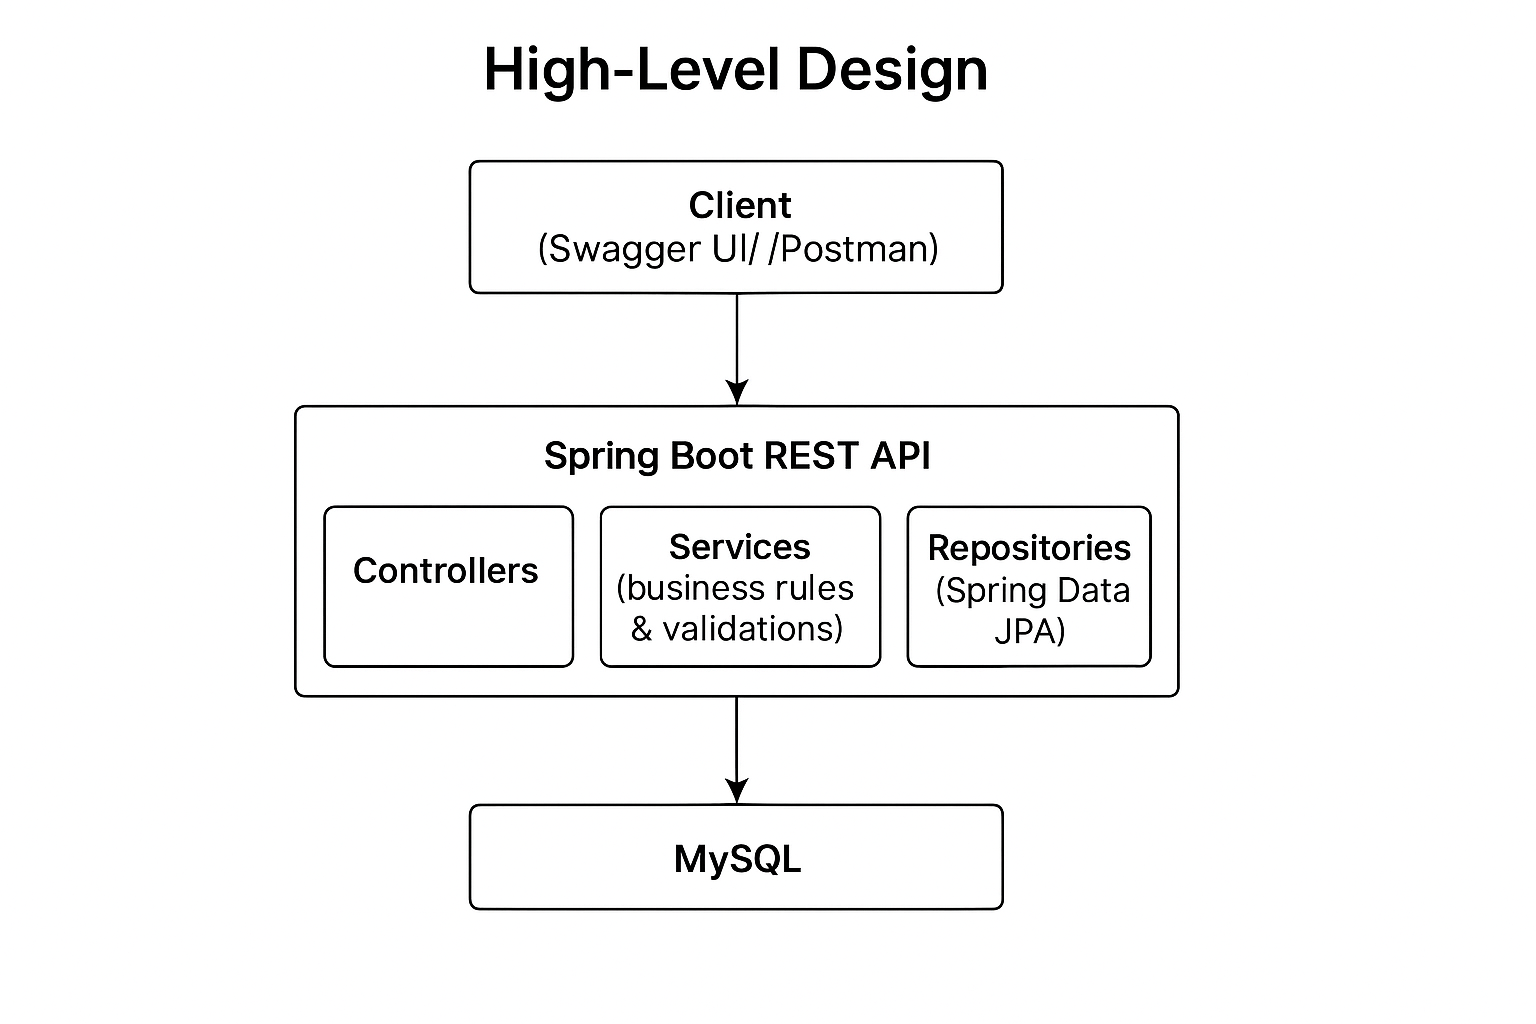 High-Level Design
Client
(Swagger UI/ /Postman)
Spring Boot REST API
Controllers
Services
(business rules
& validations)
Repositories
(Spring Data
JPA)
MySQL